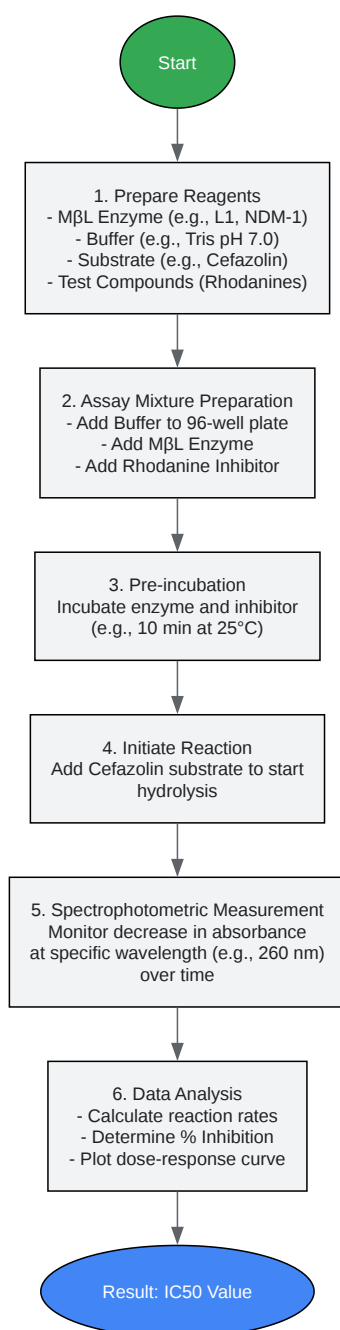 Start
1. Prepare Reagents
- MβL Enzyme (e.g., L1, NDM-1)
- Buffer (e.g., Tris pH 7.0)
- Substrate (e.g., Cefazolin)
- Test Compounds (Rhodanines)
2. Assay Mixture Preparation
- Add Buffer to 96-well plate
- Add MβL Enzyme
- Add Rhodanine Inhibitor
3. Pre-incubation
Incubate enzyme and inhibitor
(e.g., 10 min at 25°C)
4. Initiate Reaction
Add Cefazolin substrate to start
hydrolysis
5. Spectrophotometric Measurement
Monitor decrease in absorbance
at specific wavelength (e.g., 260 nm)
over time
6. Data Analysis
- Calculate reaction rates
- Determine % Inhibition
- Plot dose-response curve
Result: IC50 Value